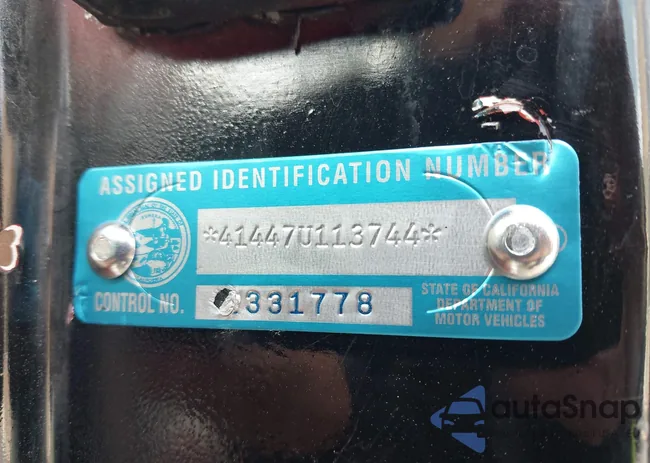 ASSIGNED IDENTIFICATION NUMBER
*41447U113744*
CONTROL NO. 331778
STATE OF CALIFORNIA
DEPARTMENT OF
MOTOR VEHICLES
autoSnap